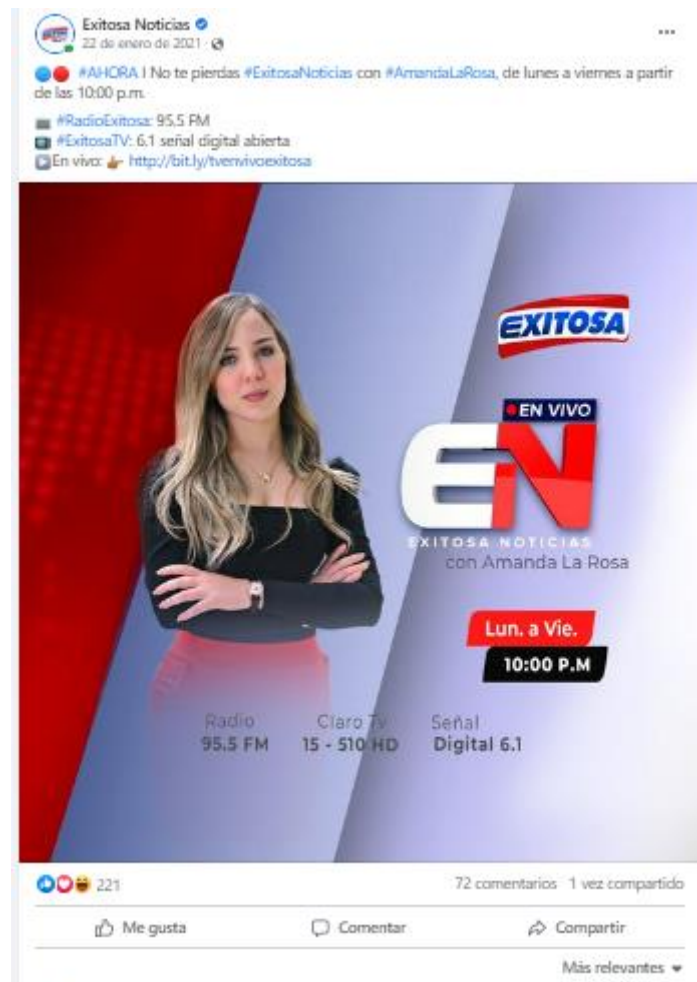 Exitosa Noticias
22 de enero de 2021
#AHORA I No te pierdas #ExitosaNoticias con #AmandaLaRosa, de lunes a viernes a partir
de las 10:00 p.m.
#RadioExitosa: 95.5 FM
#ExitosaTV: 6.1 señal digital abierta
En vivo: http://bit.ly/tvenvivoexitosa
EXITOSA
EN VIVO
EN
EXITOSA NOTICIAS
con Amanda La Rosa
Lun. a Vie.
10:00 P.M
Radio Claro Tv Señal
95.5 FM 15 - 510 HD Digital 6.1
221 72 comentarios 1 vez compartido
Me gusta Comentar Compartir
Más relevantes